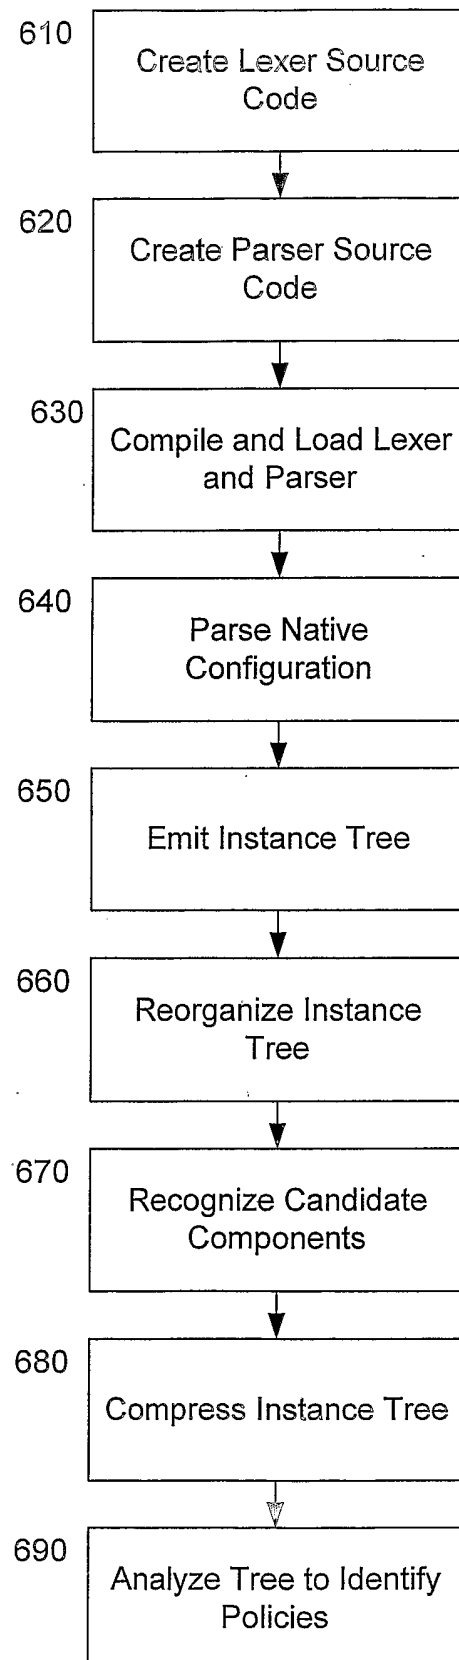 610
Create Lexer Source
Code
620
Create Parser Source
Code
630
Compile and Load Lexer
and Parser
640
Parse Native
Configuration
650
Emit Instance Tree
660
Reorganize Instance
Tree
670
Recognize Candidate
Components
680
Compress Instance Tree
690
Analyze Tree to Identify
Policies